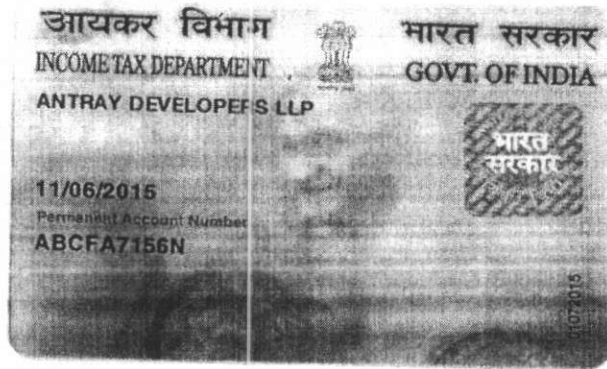 आयकर विभाग
INCOME TAX DEPARTMENT
भारत सरकार
GOVT. OF INDIA
ANTRAY DEVELOPERS LLP
भारत
सरकार
11/06/2015
Permanent Account Number
ABCFA7156N
01072015